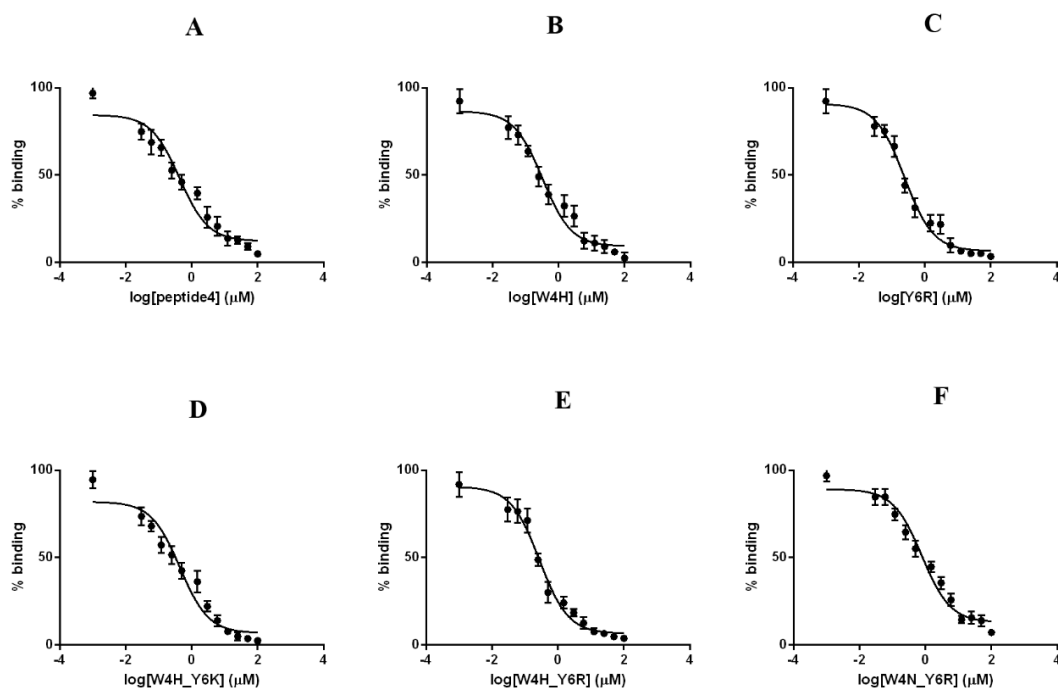 A
100
50
0
% binding
-4
-2
0
2
4
log[peptide4] (μM)
B
100
50
0
% binding
-4
-2
0
2
4
log[W4H] (μM)
C
100
50
0
% binding
-4
-2
0
2
4
log[Y6R] (μM)
D
100
50
0
% binding
-4
-2
0
2
4
log[W4H_Y6K] (μM)
E
100
50
0
% binding
-4
-2
0
2
4
log[W4H_Y6R] (μM)
F
100
50
0
% binding
-4
-2
0
2
4
log[W4N_Y6R] (μM)